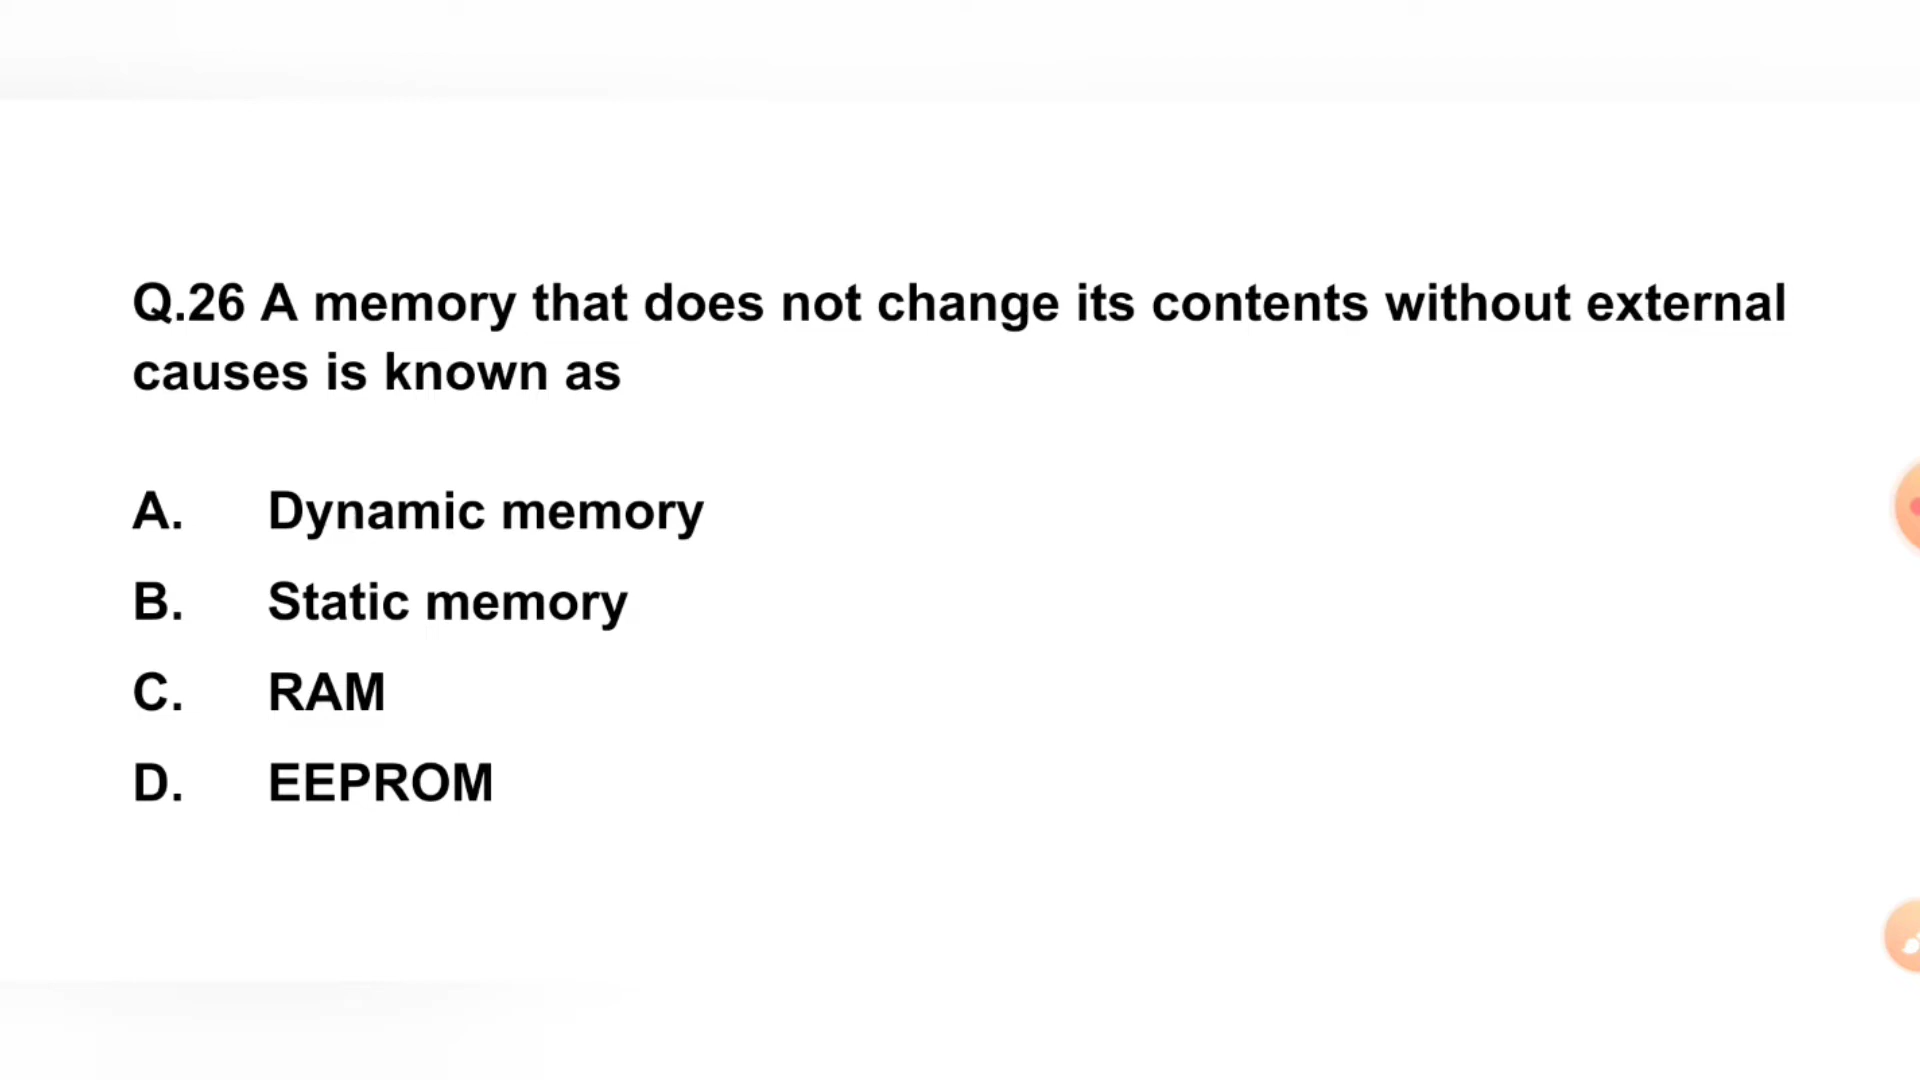 Q.26 A memory that does not change its contents without external
causes is known as
A. Dynamic memory
B. Static memory
C. RAM
D. EEPROM